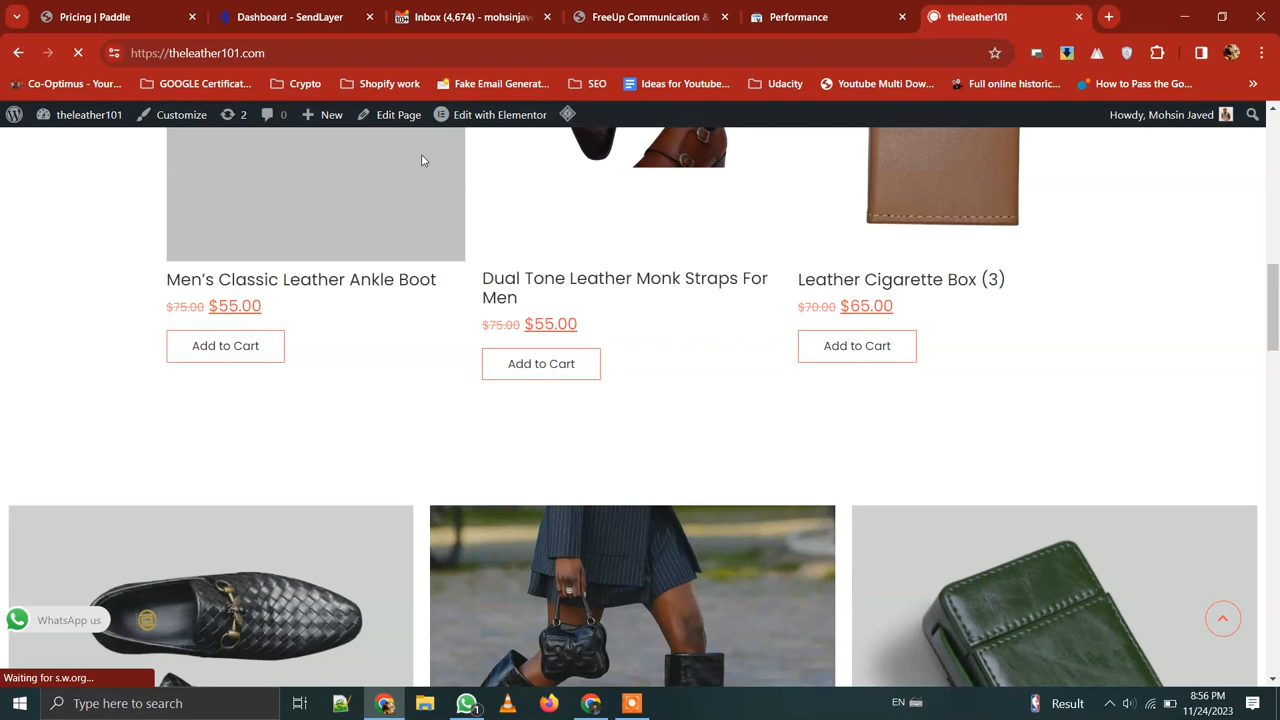 Pricing | Paddle
Dashboard - SendLayer
Inbox (4,674) - mohsinjav
FreeUp Communication &
Performance
theleather101
https://theleather101.com
Co-Optimus - Your...
GOOGLE Certificat...
Crypto
Shopify work
Fake Email Generat...
SEO
Ideas for Youtube...
Udacity
Youtube Multi Dow...
Full online historic...
How to Pass the Go...
theleather101
Customize
2
0
New
Edit Page
Edit with Elementor
Howdy, Mohsin Javed
Men’s Classic Leather Ankle Boot
$75.00 $55.00
Add to Cart
Dual Tone Leather Monk Straps For
Men
$75.00 $55.00
Add to Cart
Leather Cigarette Box (3)
$70.00 $65.00
Add to Cart
WhatsApp us
Waiting for s.w.org...
Type here to search
1
EN
Result
8:56 PM
11/24/2023